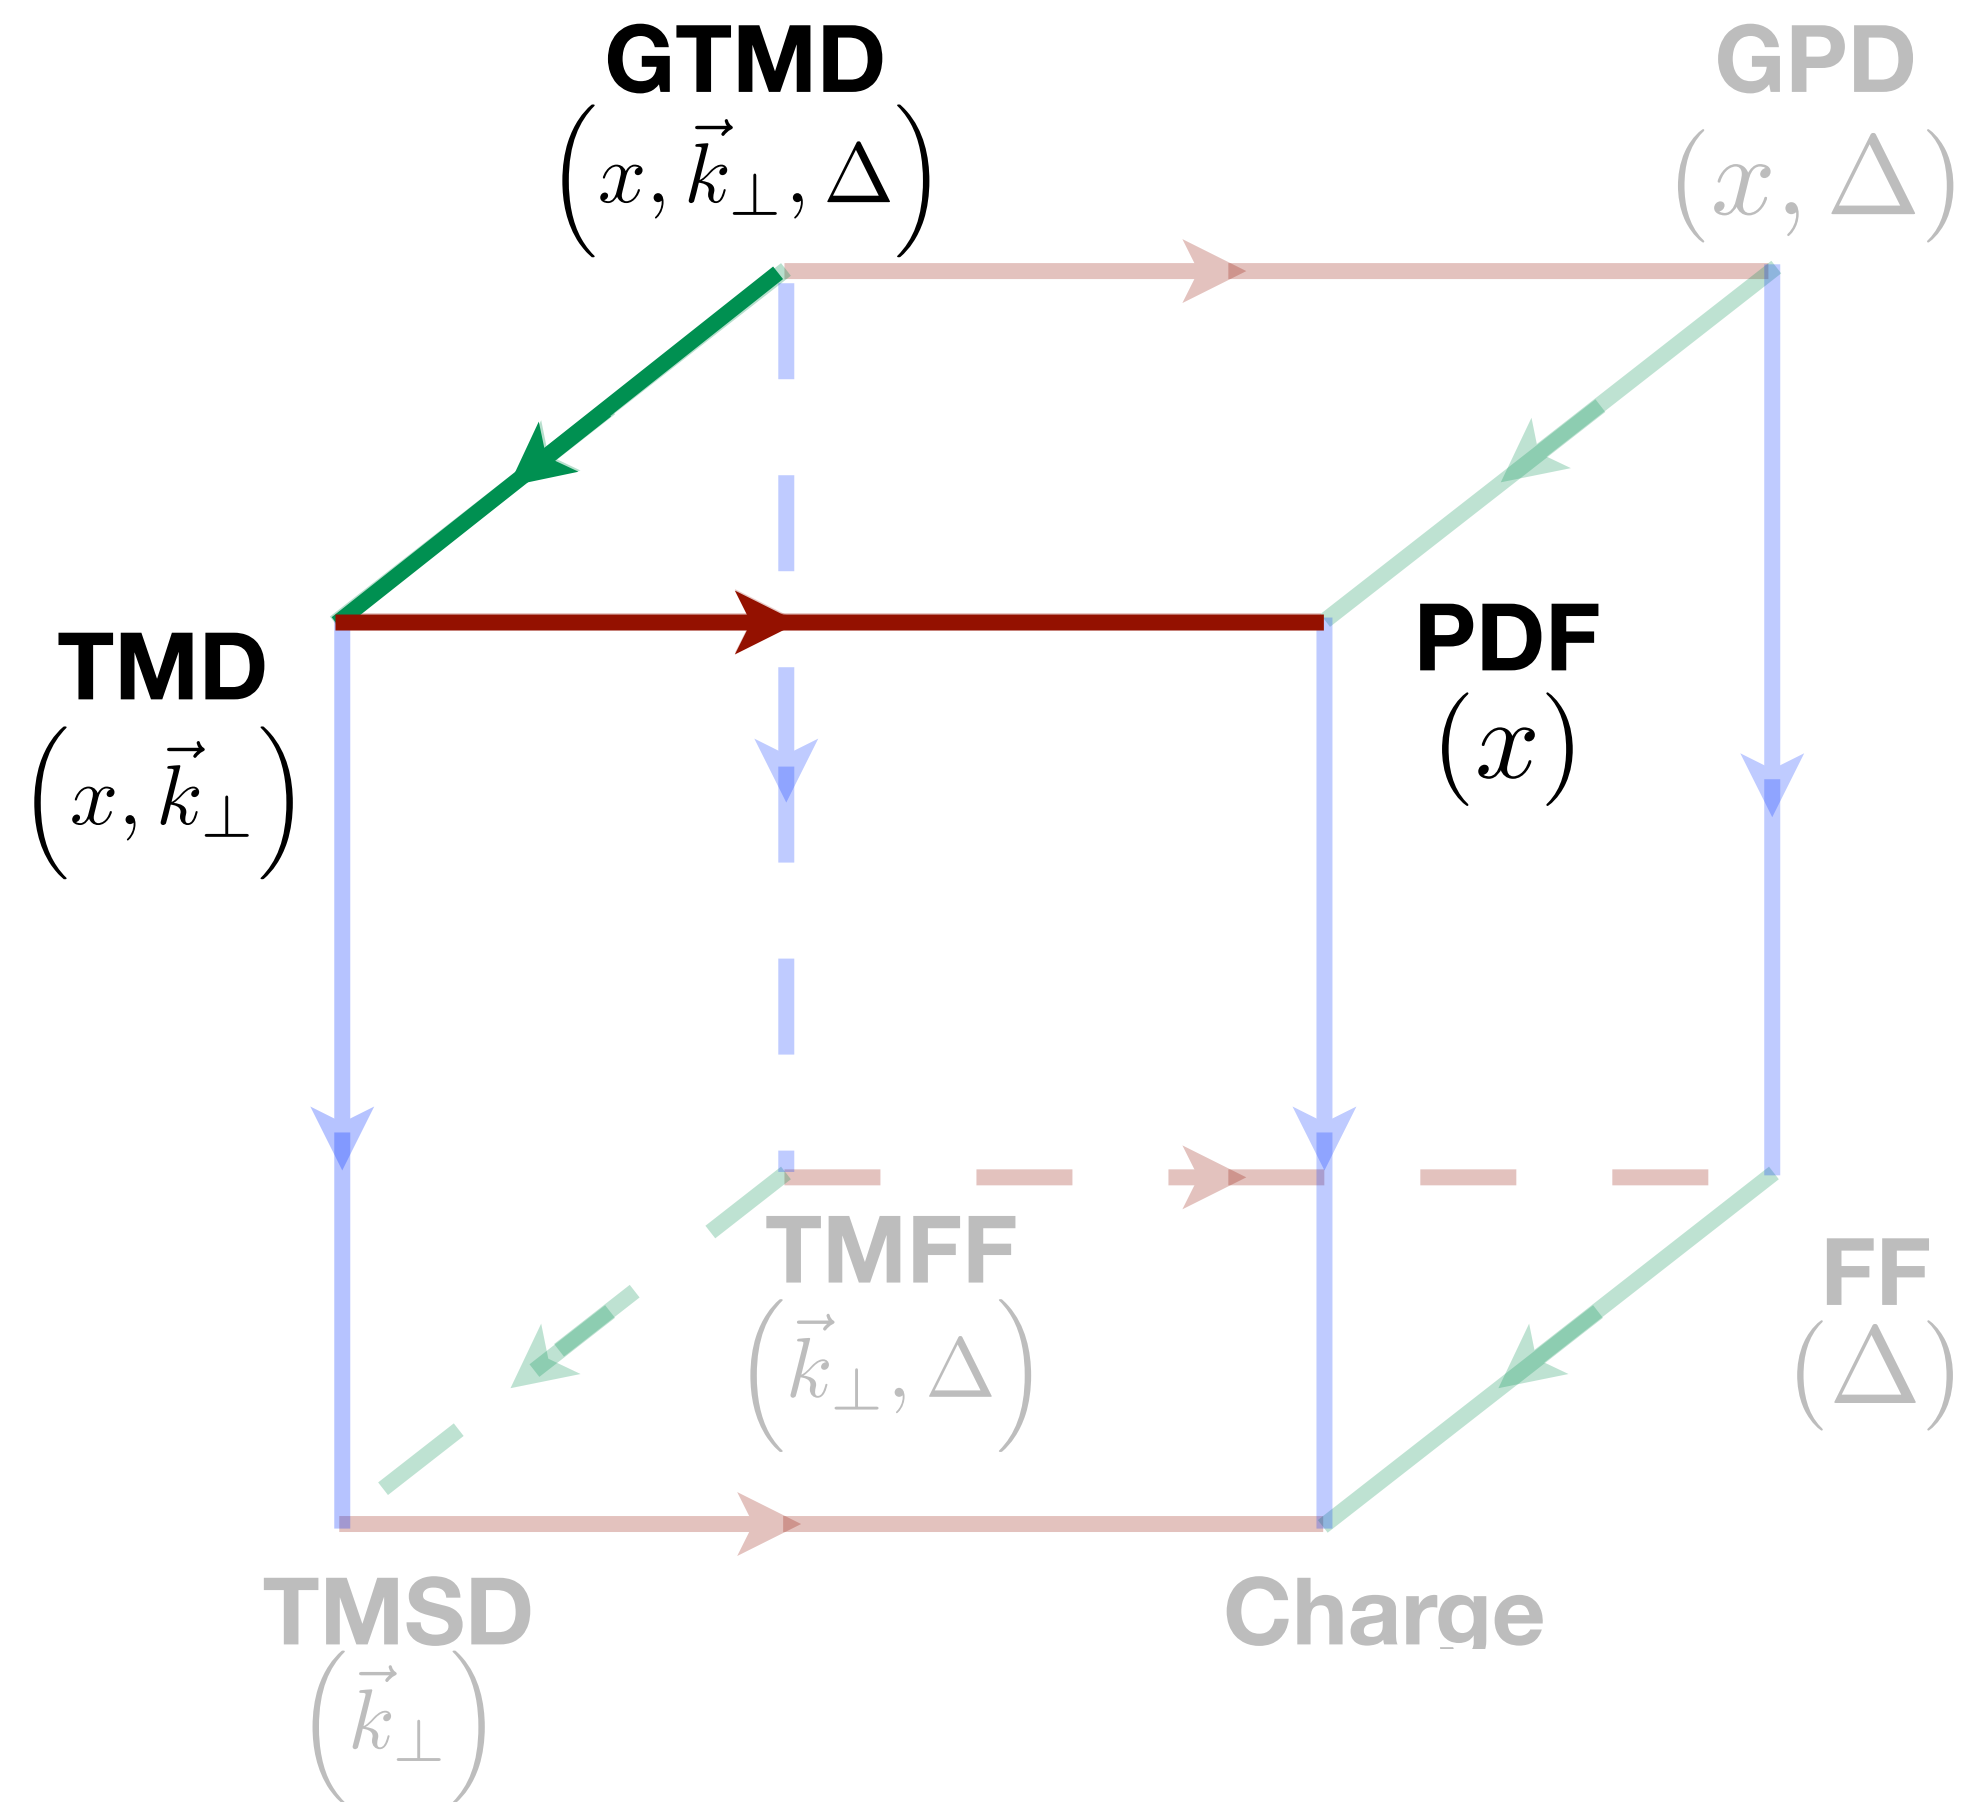 GTMD
(x, k⃗⊥, Δ)
GPD
(x, Δ)
TMD
(x, k⃗⊥)
PDF
(x)
TMFF
(k⃗⊥, Δ)
FF
(Δ)
TMSD
(k⃗⊥)
Charge